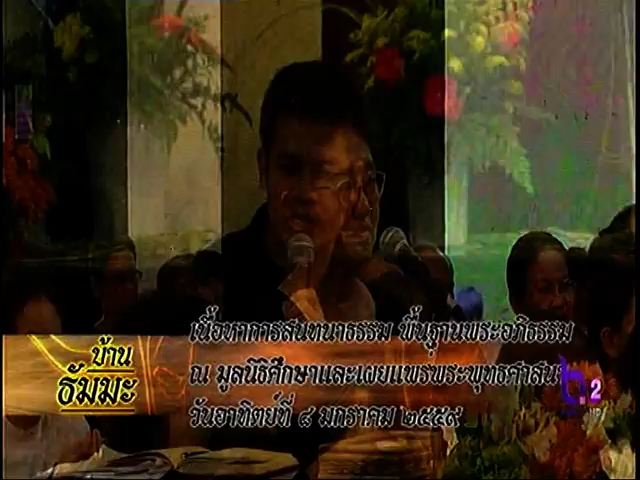 บ้าน
ธัมมะ
เนื้อหาการสนทนาธรรม พื้นฐานพระอภิธรรม
ณ มูลนิธิศึกษาและเผยแพร่พระพุทธศาสนา
วันอาทิตย์ที่ ๘ มกราคม ๒๕๕๙
2